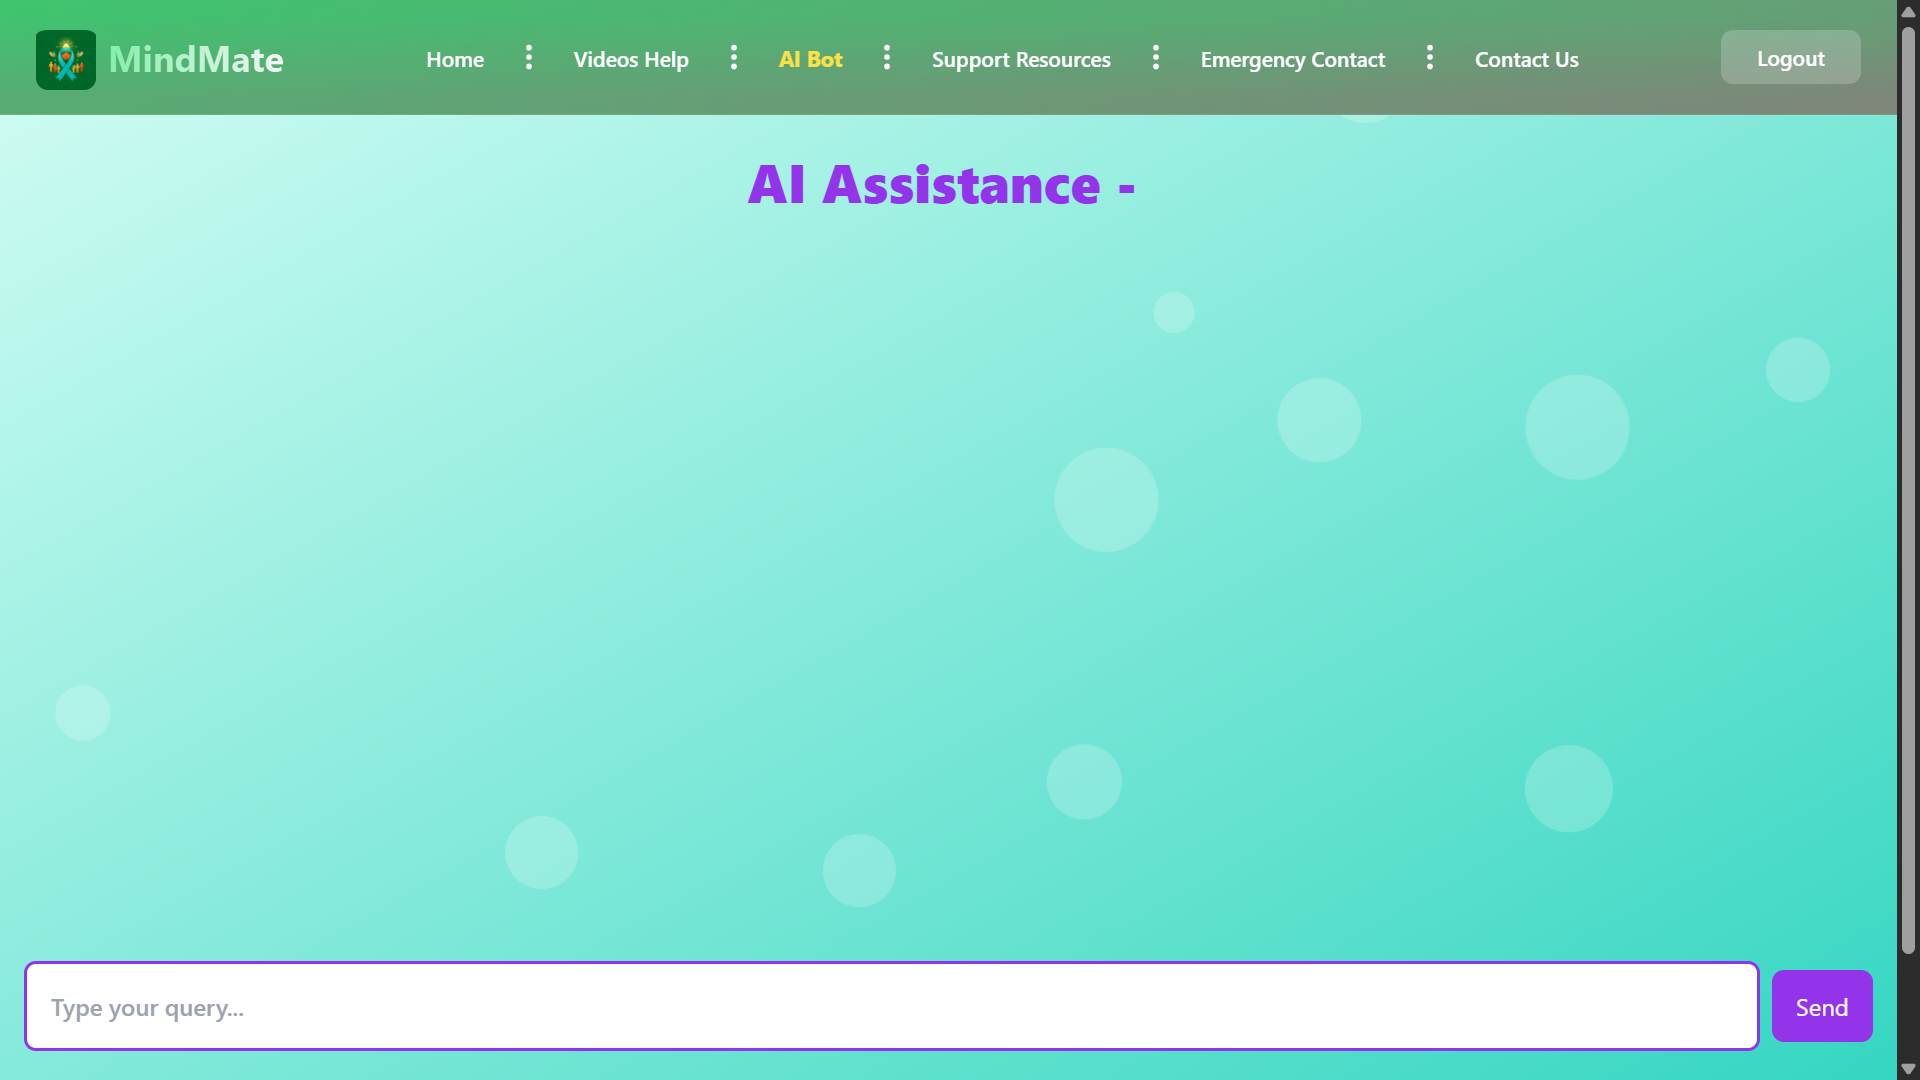 MindMate
Home
Videos Help
AI Bot
Support Resources
Emergency Contact
Contact Us
Logout
AI Assistance -
Type your query...
Send